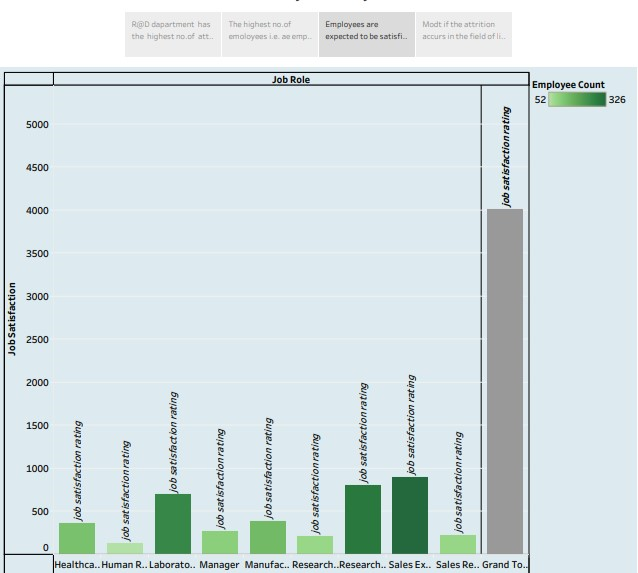 R@D dapartment has
the highest no.of att..
The highest no.of
emoloyees i.e. ae emp..
Employees are
expected to be satisfi..
Modt if the attrition
accurs in the field of li..
Job Role
Employee Count
52 326
Job Satisfaction
5000
4500
4000
3500
3000
2500
2000
1500
1000
500
0
job satisfaction rating
job satisfaction rating
job satisfaction rating
job satisfaction rating
job satisfaction rating
job satisfaction rating
job satisfaction rating
job satisfaction rating
job satisfaction rating
job satisfaction rating
Healthca.. Human R.. Laborato.. Manager Manufac.. Research.. Research.. Sales Ex.. Sales Re.. Grand To..